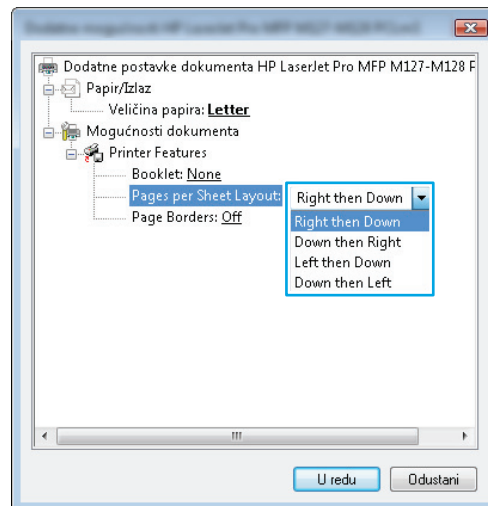 Dodatne postavke dokumenta HP LaserJet Pro MFP M127-M128 F
Papir/Izlaz
Veličina papira: Letter
Mogućnosti dokumenta
Printer Features
Booklet: None
Pages per Sheet Layout: Right then Down
Right then Down
Page Borders: Off
Down then Right
Left then Down
Down then Left
U redu Odustani